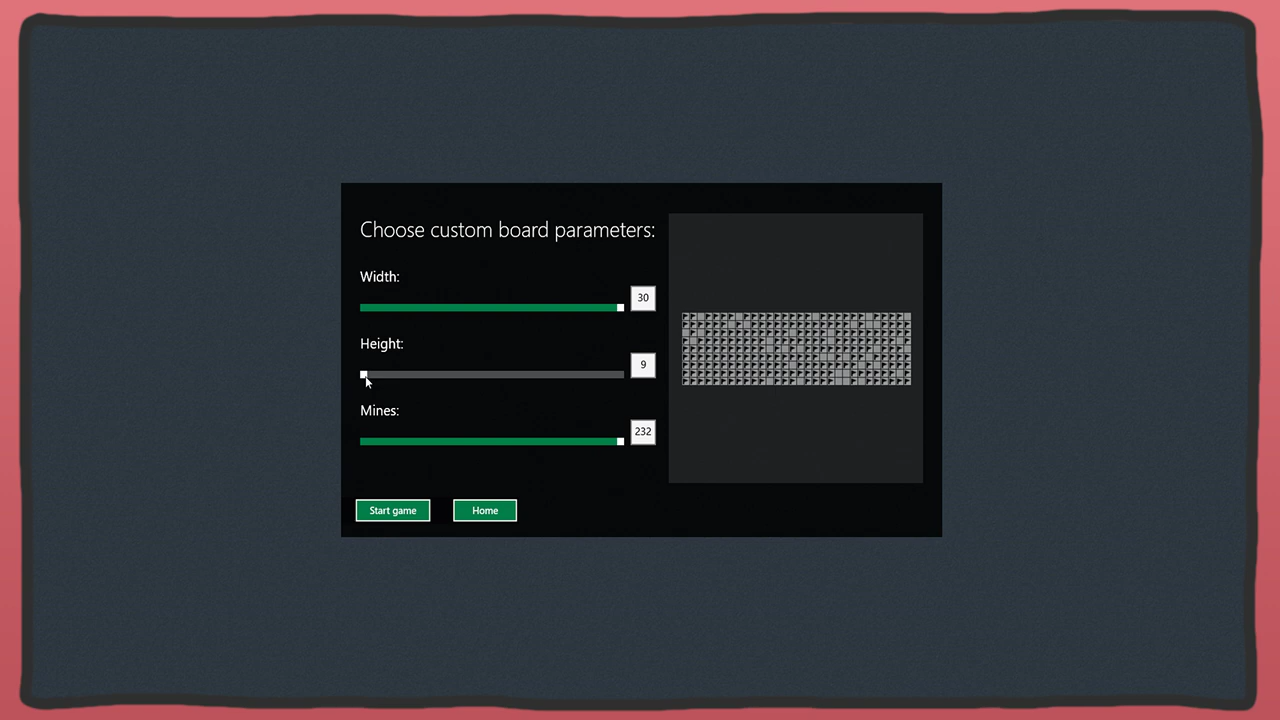 Choose custom board parameters:
Width:
30
Height:
9
Mines:
232
Start game
Home